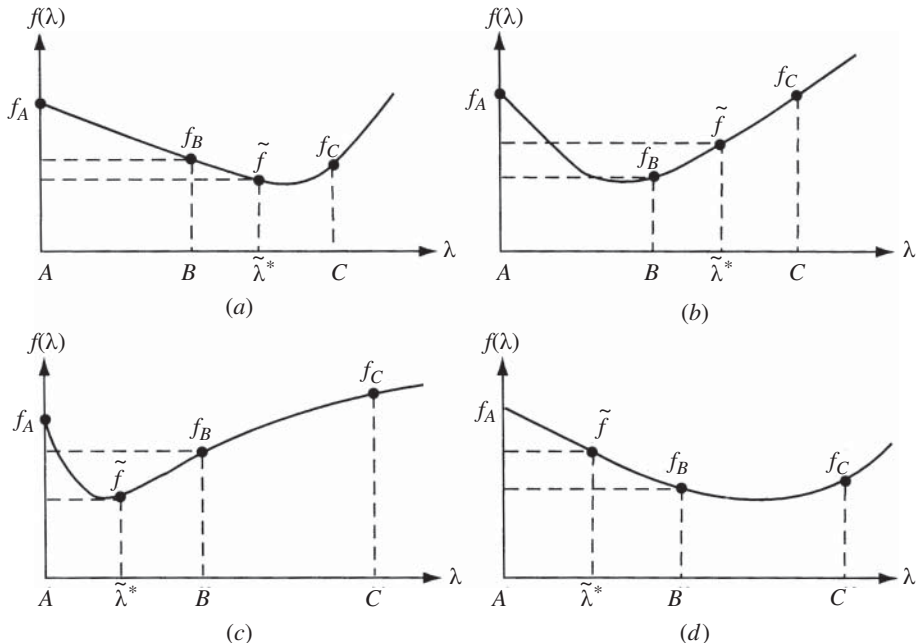 f(λ)
f_A
f_B
f̃
f_C
A B λ̃* C λ
(a)
f(λ)
f_A
f_B
f̃
f_C
A B λ̃* C λ
(b)
f(λ)
f_A
f̃
f_B
f_C
A λ̃* B C λ
(c)
f(λ)
f_A
f̃
f_B
f_C
A λ̃* B C λ
(d)